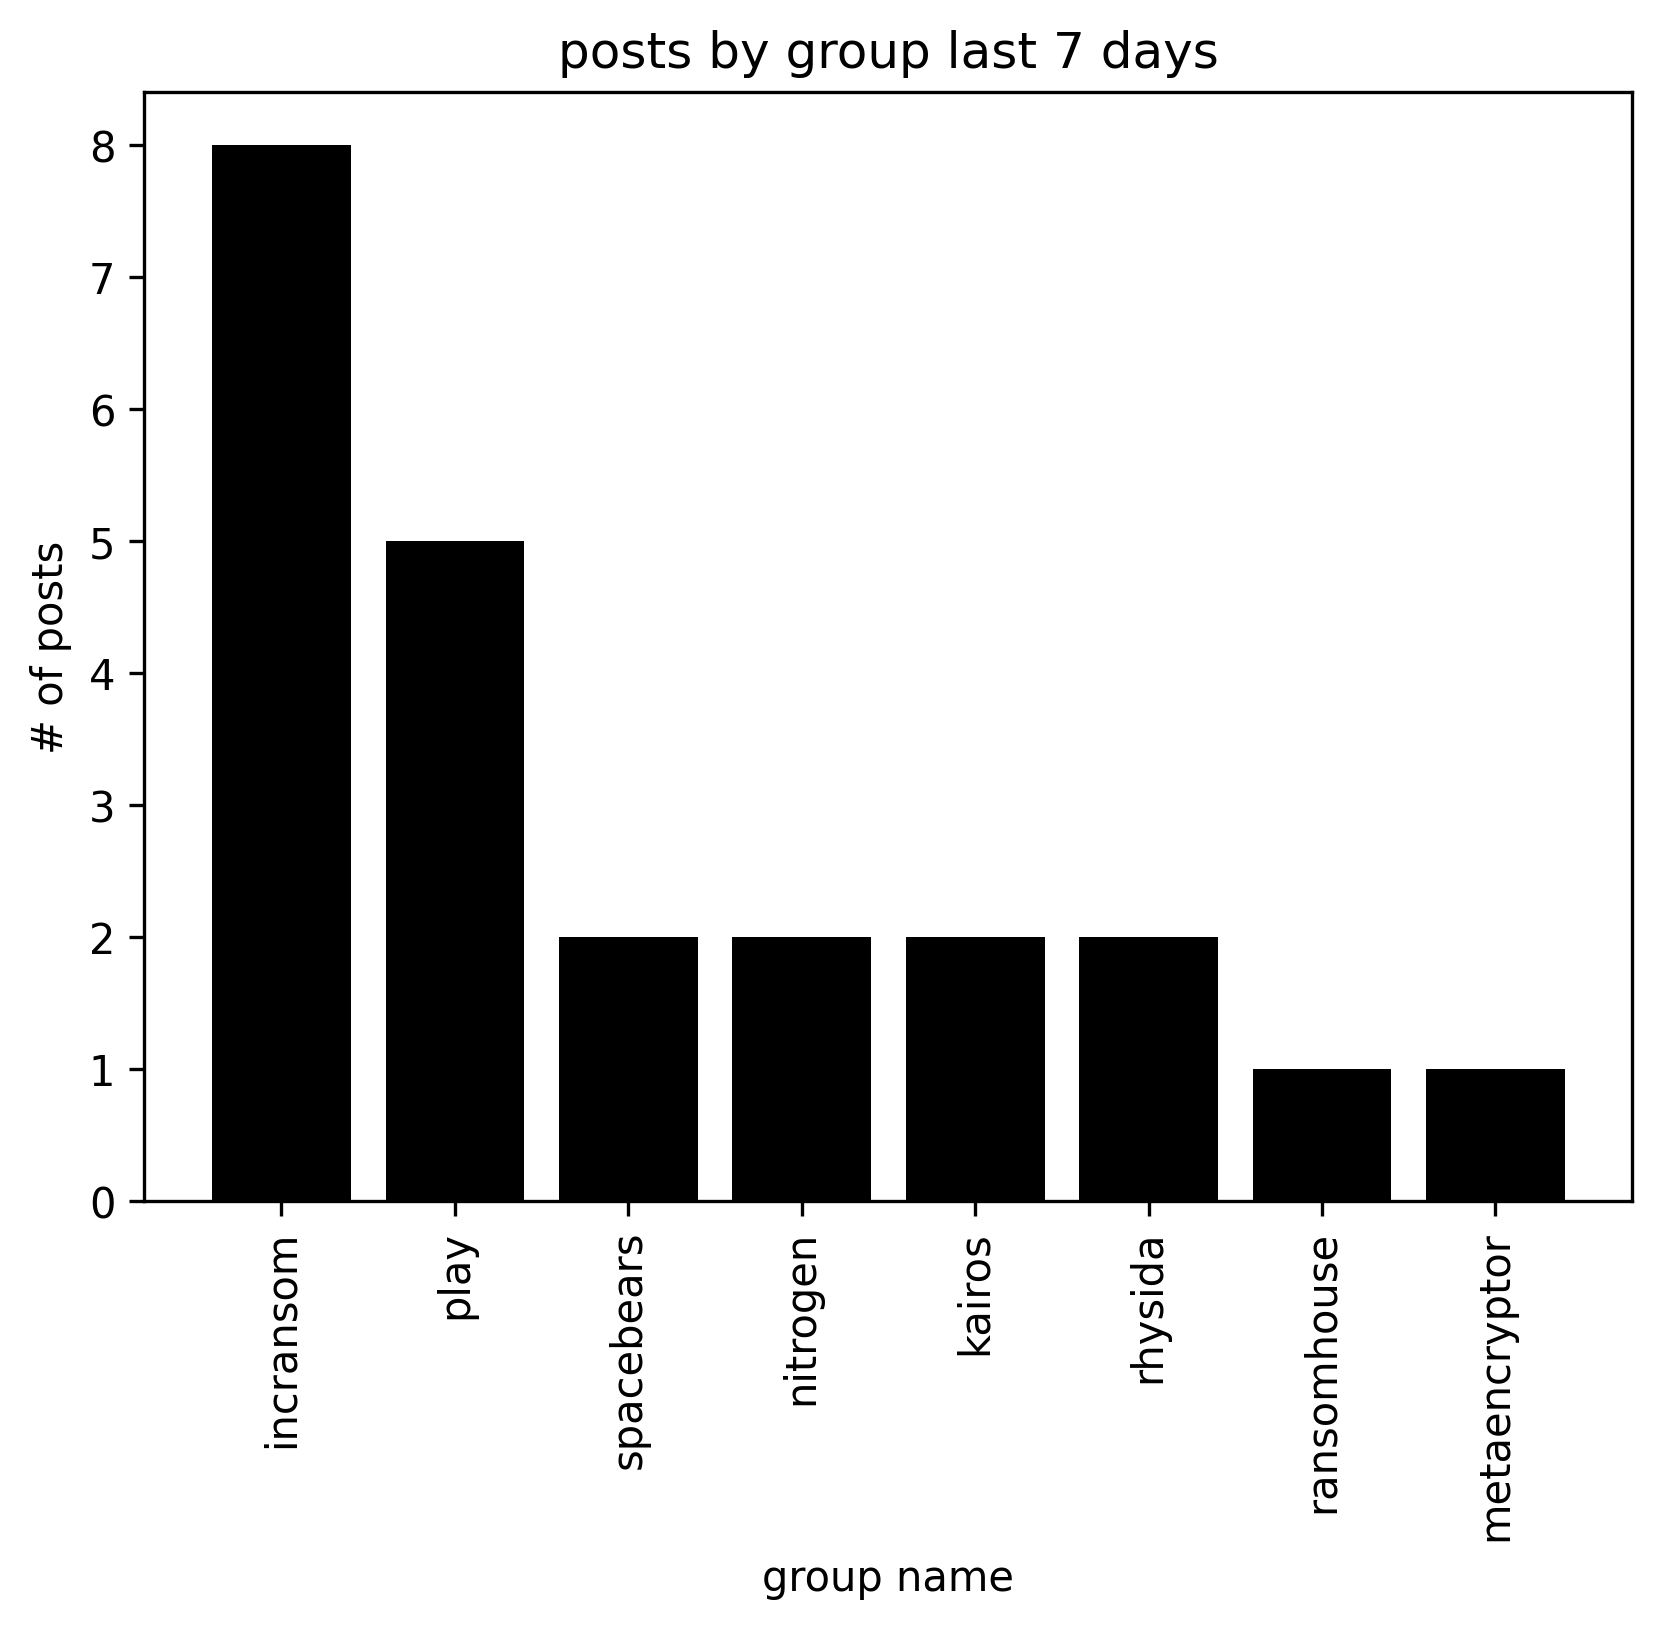 posts by group last 7 days
8
7
6
5
4
3
2
1
0
# of posts
incransom
play
spacebears
nitrogen
kairos
rhysida
ransomhouse
metaencryptor
group name